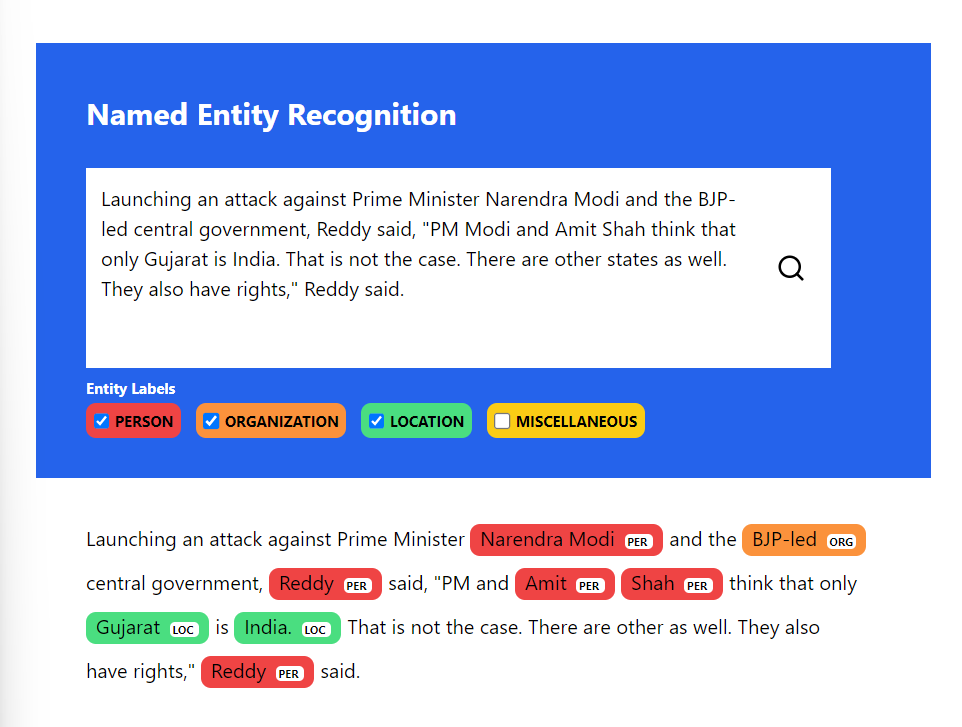 Named Entity Recognition
Launching an attack against Prime Minister Narendra Modi and the BJP-
led central government, Reddy said, "PM Modi and Amit Shah think that
only Gujarat is India. That is not the case. There are other states as well.
They also have rights," Reddy said.
Entity Labels
PERSON ORGANIZATION LOCATION MISCELLANEOUS
Launching an attack against Prime Minister Narendra Modi PER and the BJP-led ORG
central government, Reddy PER said, "PM and Amit PER Shah PER think that only
Gujarat LOC is India. LOC That is not the case. There are other as well. They also
have rights," Reddy PER said.